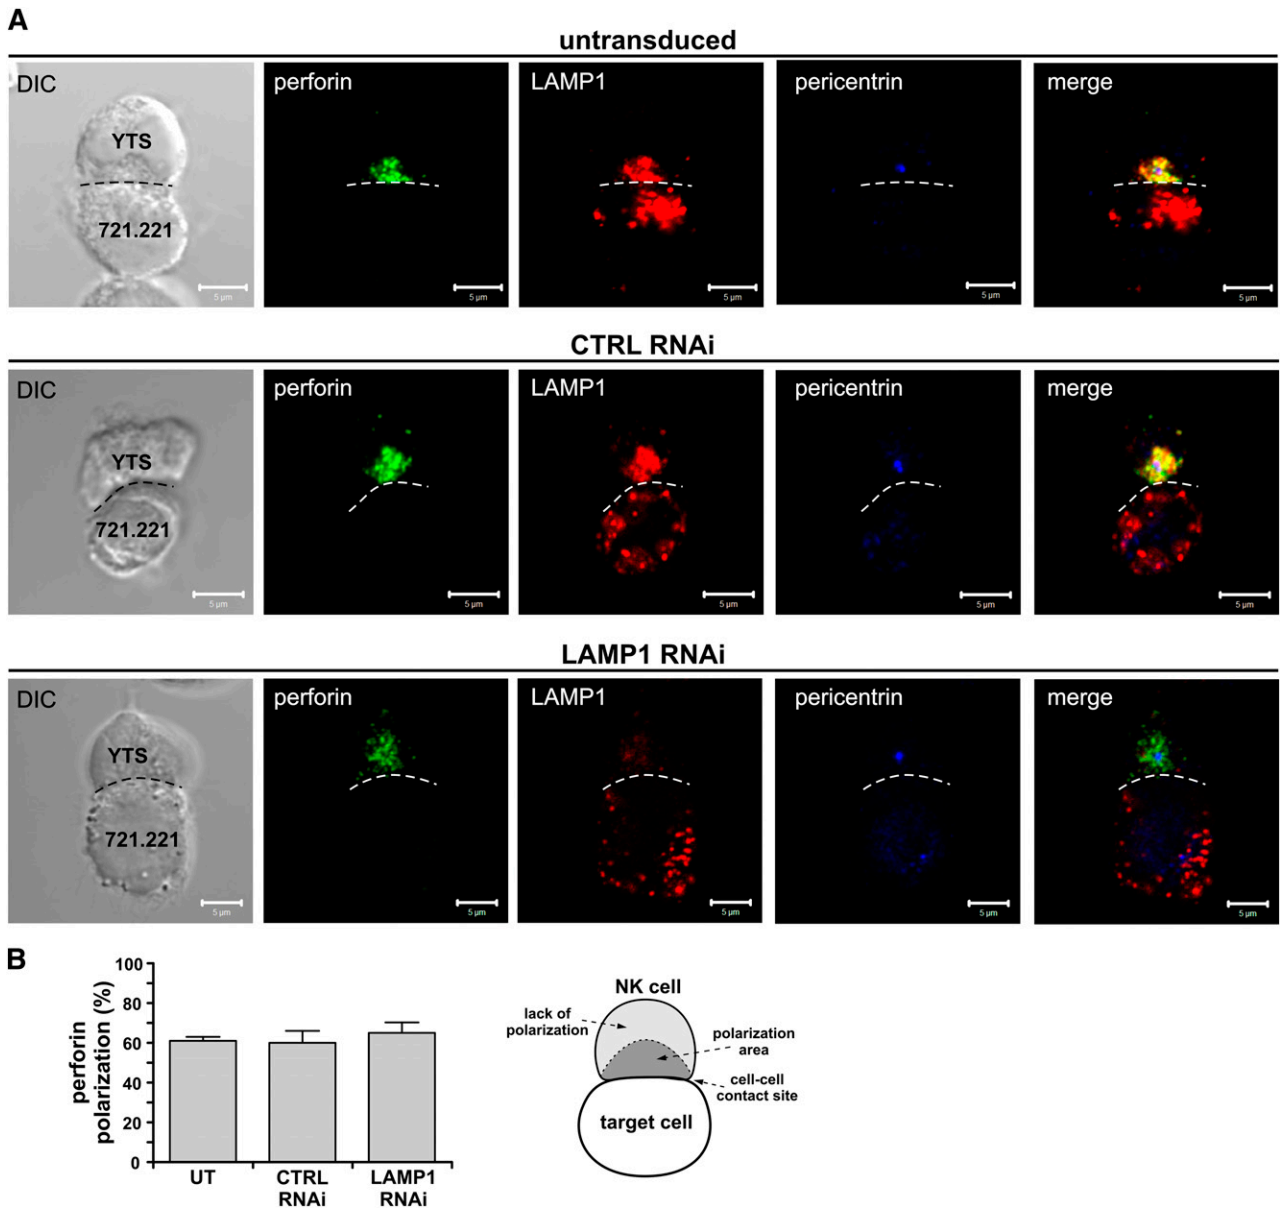 A
untransduced
DIC
perforin
LAMP1
pericentrin
merge
YTS
721.221
5 µm
5 µm
5 µm
5 µm
5 µm
CTRL RNAi
DIC
perforin
LAMP1
pericentrin
merge
YTS
721.221
5 µm
5 µm
5 µm
5 µm
5 µm
LAMP1 RNAi
DIC
perforin
LAMP1
pericentrin
merge
YTS
721.221
5 µm
5 µm
5 µm
5 µm
5 µm
B
perforin
polarization (%)
100
80
60
40
20
0
UT
CTRL
RNAi
LAMP1
RNAi
NK cell
lack of
polarization
polarization
area
cell-cell
contact site
target cell